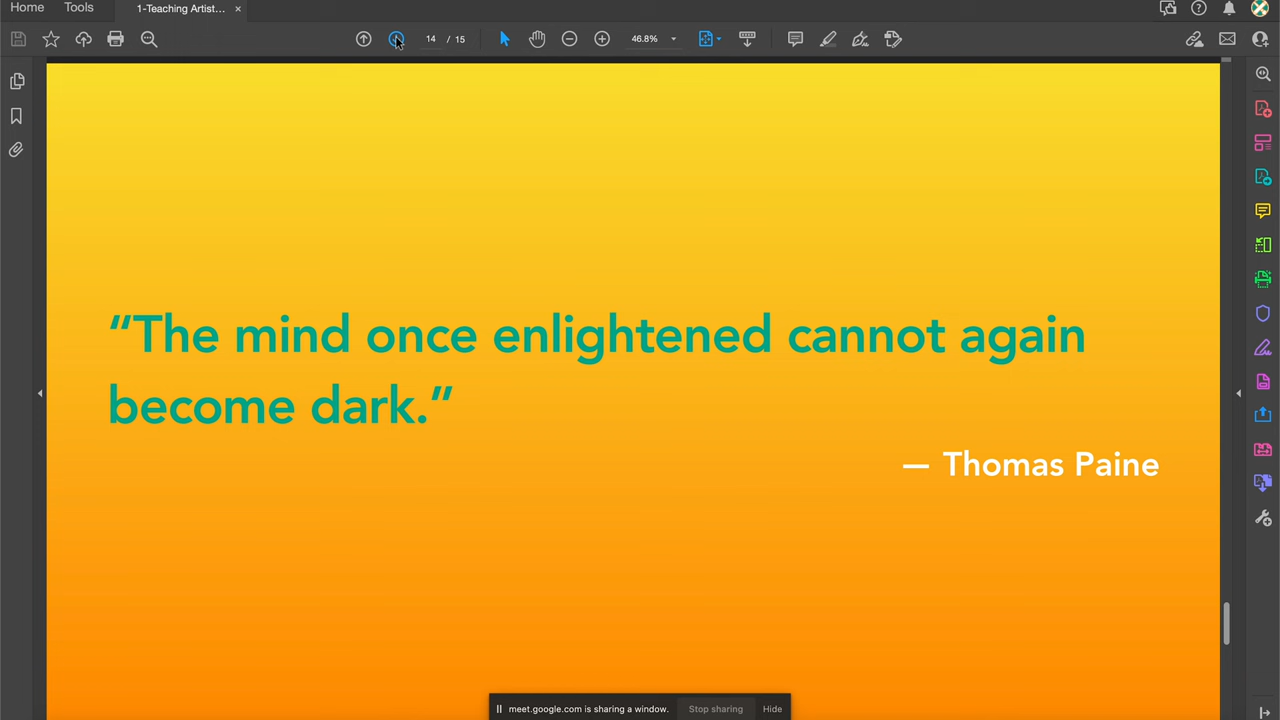 Home Tools 1-Teaching Artist... ×
14 / 15 46.8%
“The mind once enlightened cannot again
become dark.”
— Thomas Paine
meet.google.com is sharing a window. Stop sharing Hide